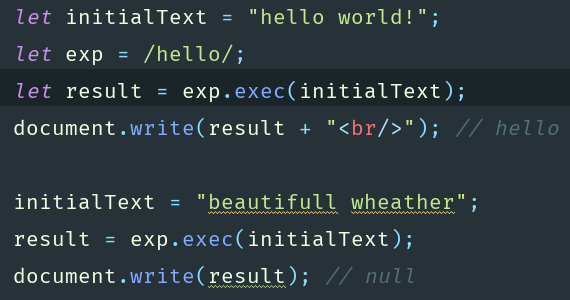 let initialText = "hello world!";
let exp = /hello/;
let result = exp.exec(initialText);
document.write(result + "<br/>"); // hello
initialText = "beautifull wheather";
result = exp.exec(initialText);
document.write(result); // null